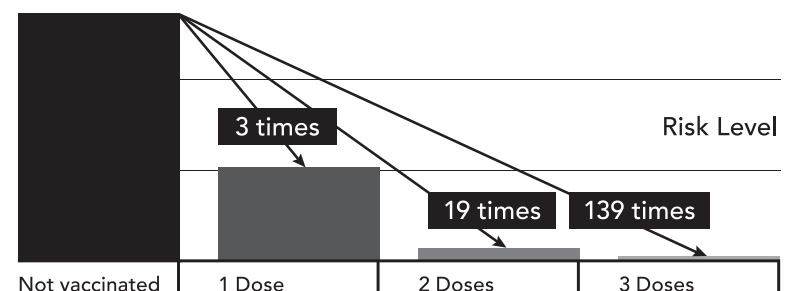 3 times
Risk Level
19 times
139 times
Not vaccinated
1 Dose
2 Doses
3 Doses